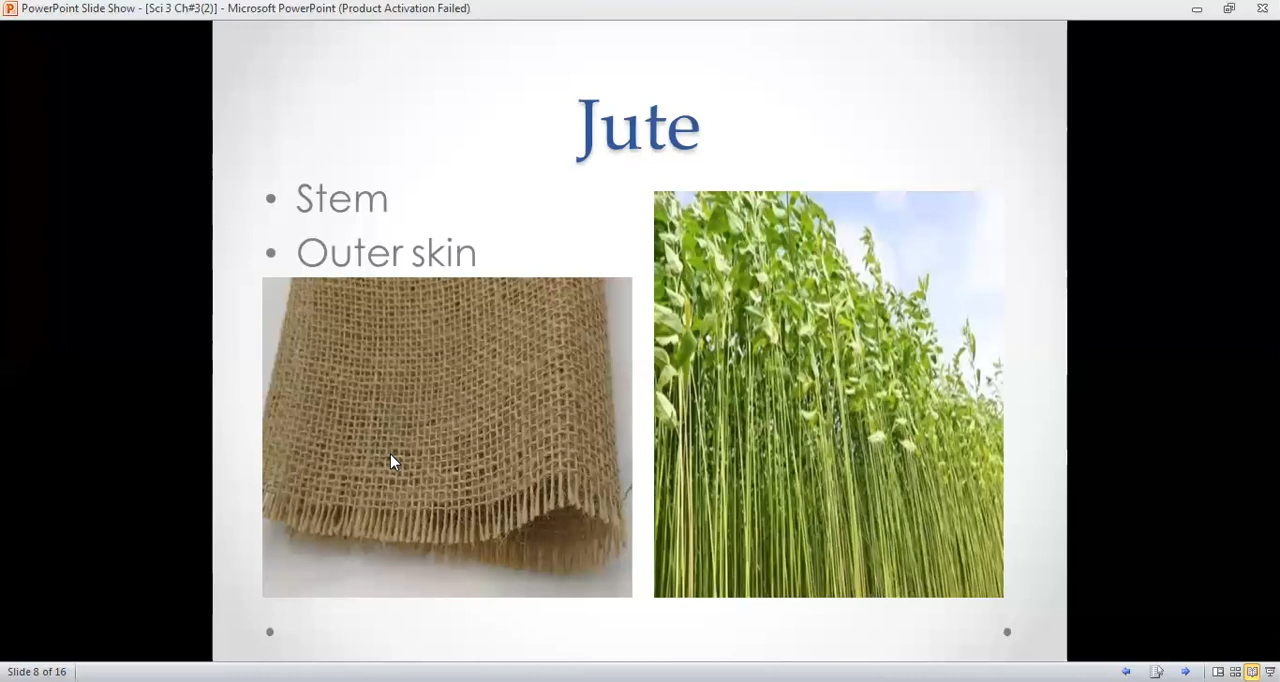 PowerPoint Slide Show - [Sci 3 Ch#3(2)] - Microsoft PowerPoint (Product Activation Failed)
Jute
• Stem
• Outer skin
Slide 8 of 16